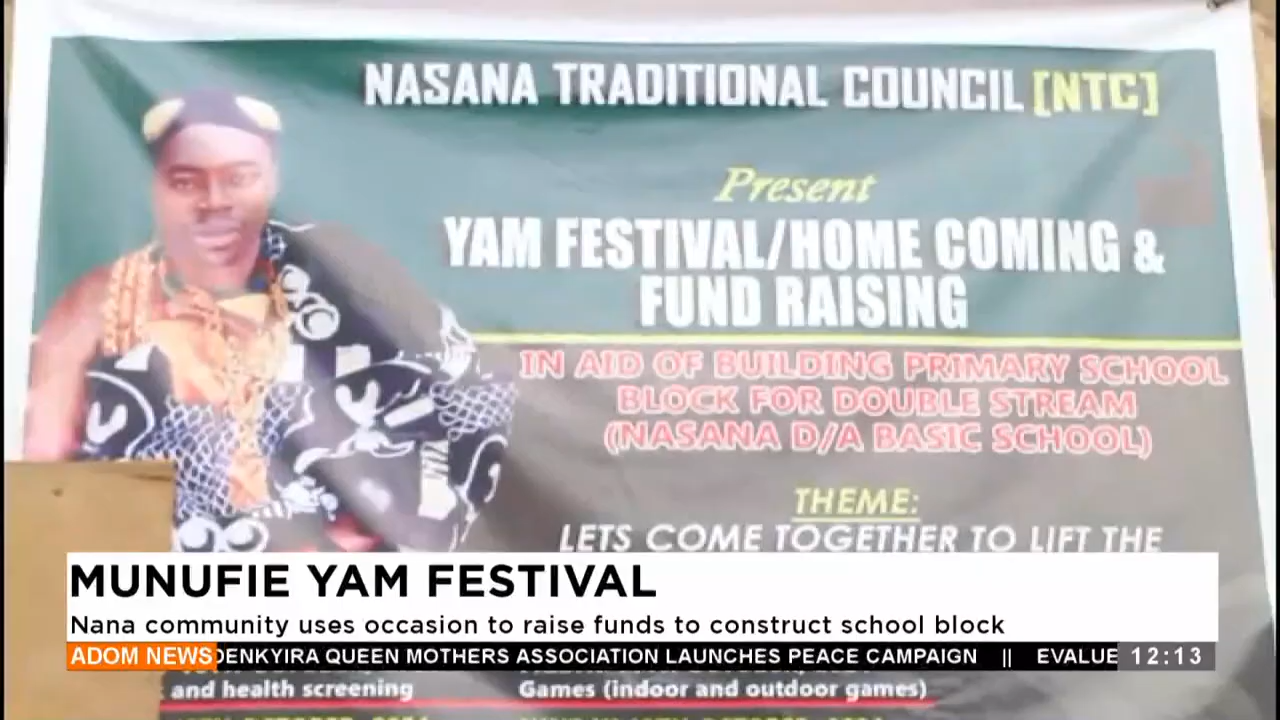 NASANA TRADITIONAL COUNCIL [NTC]
Present
YAM FESTIVAL/HOME COMING &
FUND RAISING
IN AID OF BUILDING PRIMARY SCHOOL
BLOCK FOR DOUBLE STREAM
(NASANA D/A BASIC SCHOOL)
THEME:
LETS COME TOGETHER TO LIFT THE
MUNUFIE YAM FESTIVAL
Nana community uses occasion to raise funds to construct school block
ADOM NEWS DENKYIRA QUEEN MOTHERS ASSOCIATION LAUNCHES PEACE CAMPAIGN || EVALUE 12:13
and health screening Games (indoor and outdoor games)